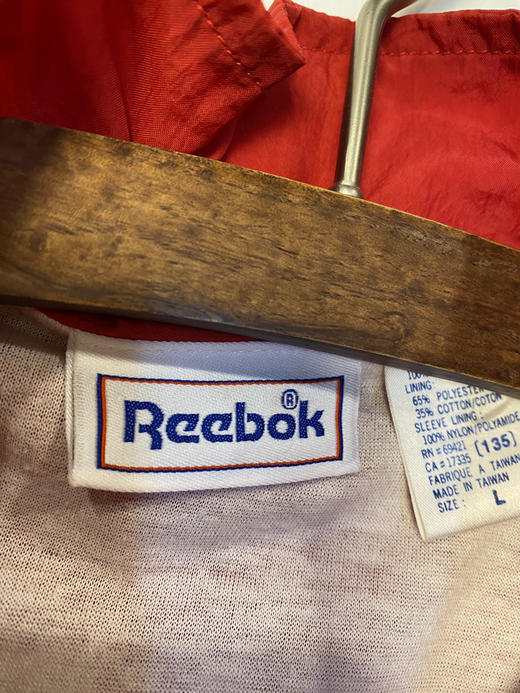 Reebok®
100%
LINING:
65% POLYESTER
35% COTTON/COTON
SLEEVE LINING:
100% NYLON/POLYAMIDE
RN=69421 [135]
CA=17335
FABRIQUE A TAIWAN
MADE IN TAIWAN
SIZE: L